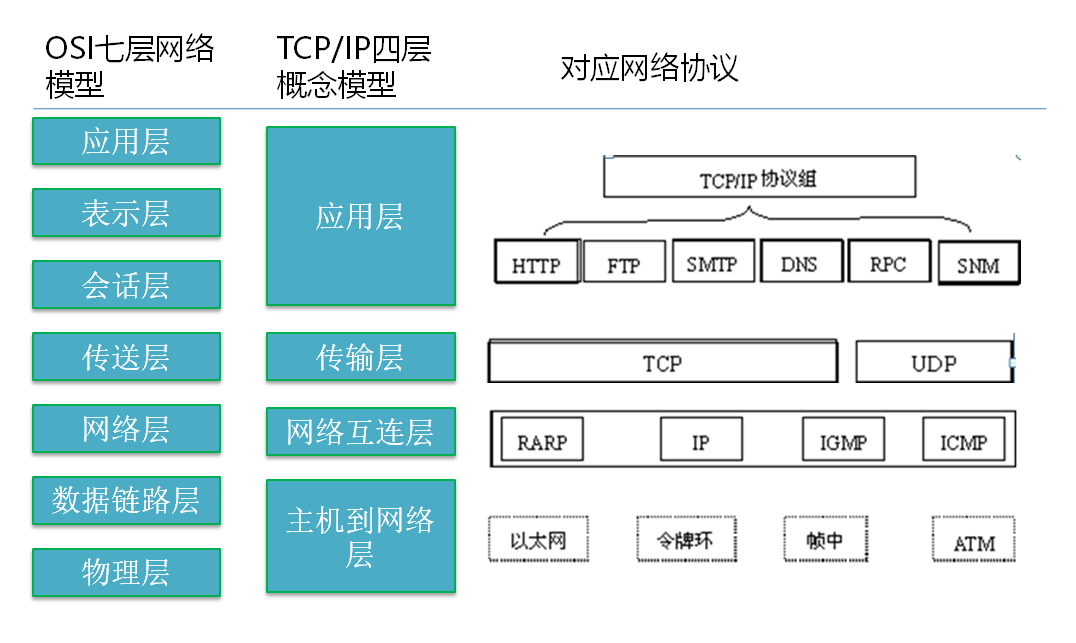 OSI七层网络
模型
TCP/IP四层
概念模型
对应网络协议
应用层
表示层
会话层
传送层
网络层
数据链路层
物理层
应用层
传输层
网络互连层
主机到网络
层
TCP/IP 协议组
HTTP FTP SMTP DNS RPC SNM
TCP UDP
RARP IP IGMP ICMP
以太网 令牌环 帧中 ATM